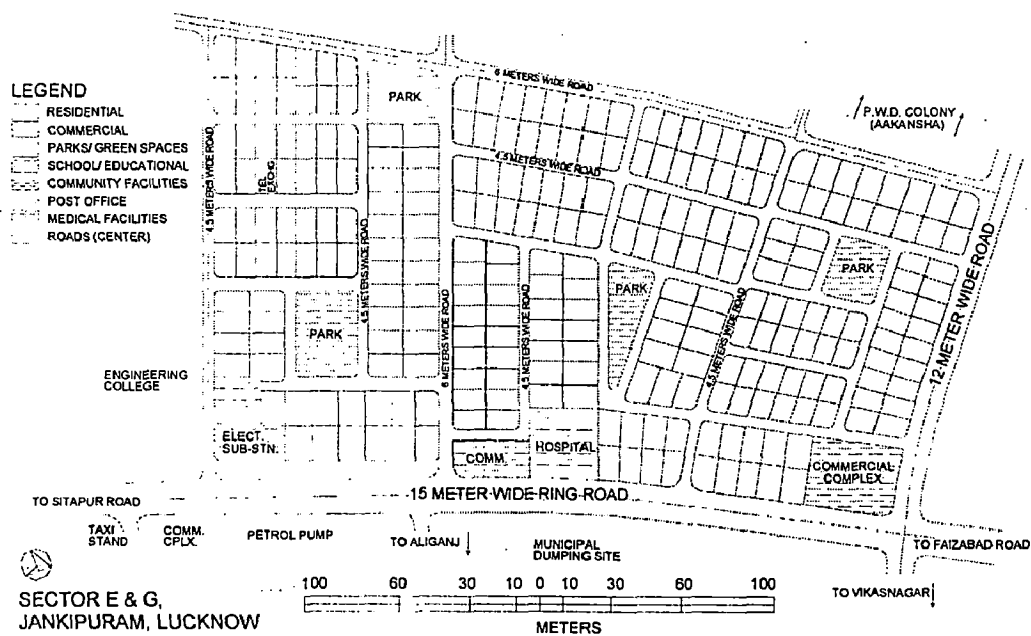 LEGEND
RESIDENTIAL
COMMERCIAL
PARKS/ GREEN SPACES
SCHOOL/ EDUCATIONAL
COMMUNITY FACILITIES
POST OFFICE
MEDICAL FACILITIES
ROADS (CENTER)
PARK
6 METERS WIDE ROAD
P.W.D. COLONY
(AAKANSHA)
4.5 METERS WIDE ROAD
TEL
EXCHG
4.5 METERS WIDE ROAD
4.5 METERS WIDE ROAD
PARK
PARK
PARK
6 METERS WIDE ROAD
4.5 METERS WIDE ROAD
4.5 METERS WIDE ROAD
12 METER WIDE ROAD
ENGINEERING
COLLEGE
ELECT.
SUB-STN.
COMM.
HOSPITAL
COMMERCIAL
COMPLEX
15 METER WIDE RING ROAD
TO SITAPUR ROAD
TAXI
STAND
COMM.
CPLX.
PETROL PUMP
TO ALIGANJ
MUNICIPAL
DUMPING SITE
TO FAIZABAD ROAD
TO VIKASNAGAR
SECTOR E & G,
JANKIPURAM, LUCKNOW
100 60 30 10 0 10 30 60 100
METERS